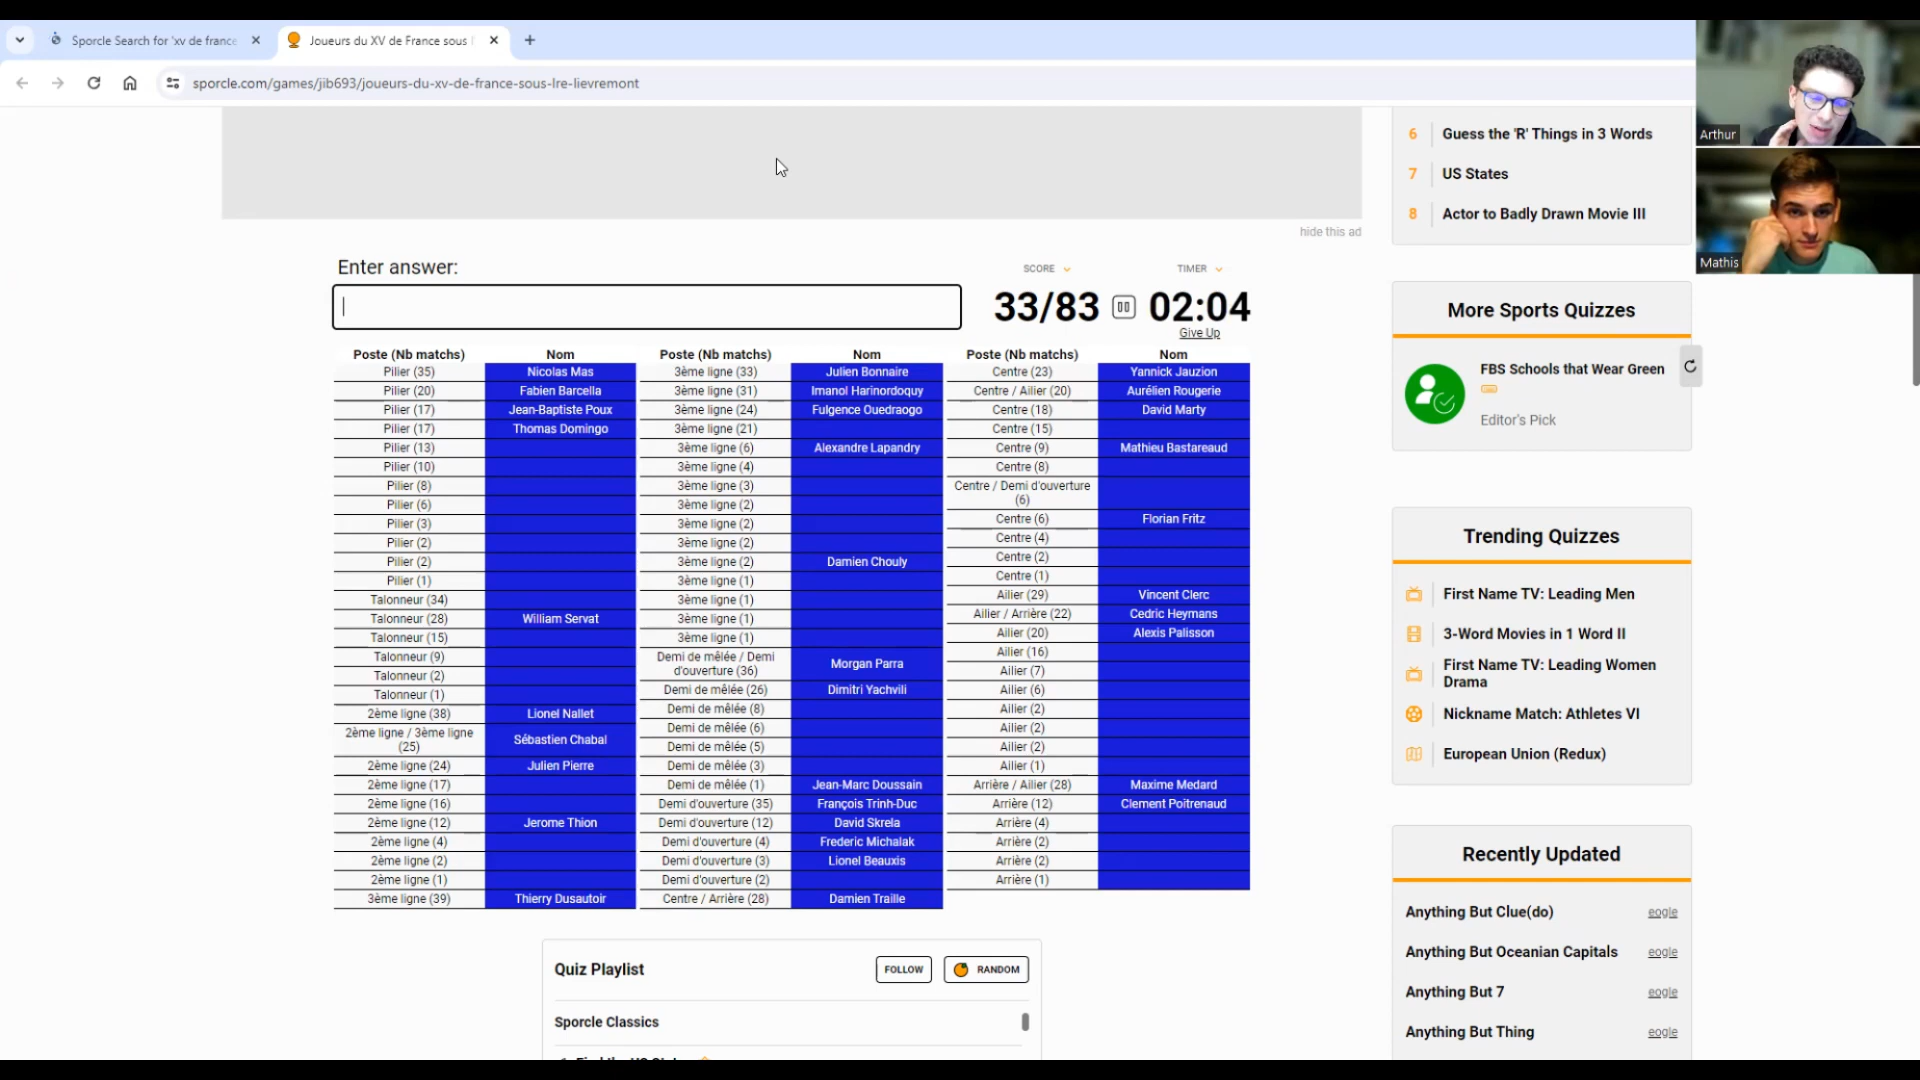 Sporcle Search for 'xv de france
Joueurs du XV de France sous l
sporcle.com/games/jib693/joueurs-du-xv-de-france-sous-lre-lievremont
Arthur
Mathis
6 Guess the 'R' Things in 3 Words
7 US States
8 Actor to Badly Drawn Movie III
hide this ad
Enter answer:
SCORE
TIMER
33/83
02:04
Give Up
Poste (Nb matchs) Nom
Pilier (35) Nicolas Mas
Pilier (20) Fabien Barcella
Pilier (17) Jean-Baptiste Poux
Pilier (17) Thomas Domingo
Pilier (13)
Pilier (10)
Pilier (8)
Pilier (6)
Pilier (3)
Pilier (2)
Pilier (2)
Pilier (1)
Talonneur (34)
Talonneur (28) William Servat
Talonneur (15)
Talonneur (9)
Talonneur (2)
Talonneur (1)
2ème ligne (38) Lionel Nallet
2ème ligne / 3ème ligne
(25)
Sébastien Chabal
2ème ligne (24) Julien Pierre
2ème ligne (17)
2ème ligne (16)
2ème ligne (12) Jerome Thion
2ème ligne (4)
2ème ligne (2)
2ème ligne (1)
3ème ligne (39) Thierry Dusautoir
Poste (Nb matchs) Nom
3ème ligne (33) Julien Bonnaire
3ème ligne (31) Imanol Harinordoquy
3ème ligne (24) Fulgence Ouedraogo
3ème ligne (21)
3ème ligne (6) Alexandre Lapandry
3ème ligne (4)
3ème ligne (3)
3ème ligne (2)
3ème ligne (2)
3ème ligne (2)
3ème ligne (2) Damien Chouly
3ème ligne (1)
3ème ligne (1)
3ème ligne (1)
3ème ligne (1)
Demi de mêlée / Demi
d'ouverture (36)
Morgan Parra
Demi de mêlée (26) Dimitri Yachvili
Demi de mêlée (8)
Demi de mêlée (6)
Demi de mêlée (5)
Demi de mêlée (3)
Demi de mêlée (1) Jean-Marc Doussain
Demi d'ouverture (35) François Trinh-Duc
Demi d'ouverture (12) David Skrela
Demi d'ouverture (4) Frederic Michalak
Demi d'ouverture (3) Lionel Beauxis
Demi d'ouverture (2)
Centre / Arrière (28) Damien Traille
Poste (Nb matchs) Nom
Centre (23) Yannick Jauzion
Centre / Ailier (20) Aurélien Rougerie
Centre (18) David Marty
Centre (15)
Centre (9) Mathieu Bastareaud
Centre (8)
Centre / Demi d'ouverture
(6)
Centre (6) Florian Fritz
Centre (4)
Centre (2)
Centre (1)
Ailier (29) Vincent Clerc
Ailier / Arrière (22) Cedric Heymans
Ailier (20) Alexis Palisson
Ailier (16)
Ailier (7)
Ailier (6)
Ailier (2)
Ailier (2)
Ailier (2)
Ailier (1)
Arrière / Ailier (28) Maxime Medard
Arrière (12) Clement Poitrenaud
Arrière (4)
Arrière (2)
Arrière (2)
Arrière (1)
Quiz Playlist
FOLLOW
RANDOM
Sporcle Classics
More Sports Quizzes
FBS Schools that Wear Green
Editor's Pick
Trending Quizzes
First Name TV: Leading Men
3-Word Movies in 1 Word II
First Name TV: Leading Women
Drama
Nickname Match: Athletes VI
European Union (Redux)
Recently Updated
Anything But Clue(do) eogle
Anything But Oceanian Capitals eogle
Anything But 7 eogle
Anything But Thing eogle